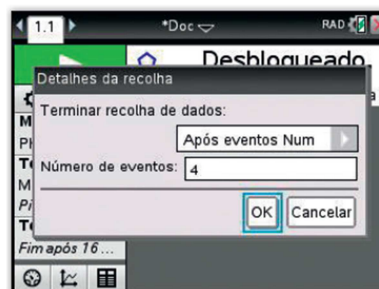 1.1
*Doc
RAD
Desbloqueado
Detalhes da recolha
Terminar recolha de dados:
Após eventos Num
Número de eventos: 4
OK
Cancelar
Fim após 16...